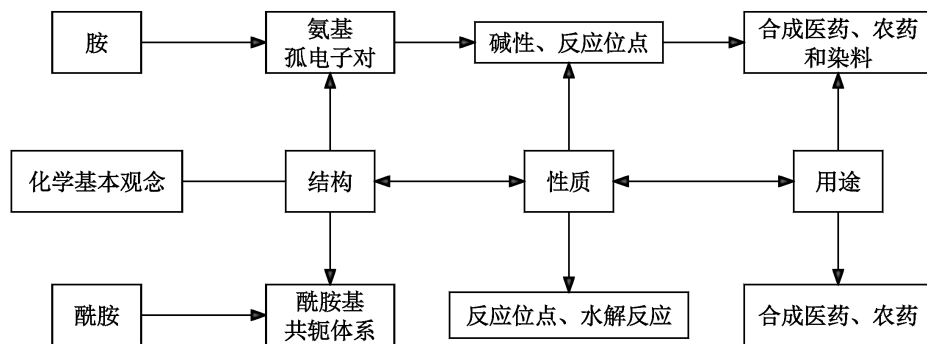 胺
氨基
孤电子对
碱性、反应位点
合成医药、农药
和染料
化学基本观念
结构
性质
用途
酰胺
酰胺基
共轭体系
反应位点、水解反应
合成医药、农药